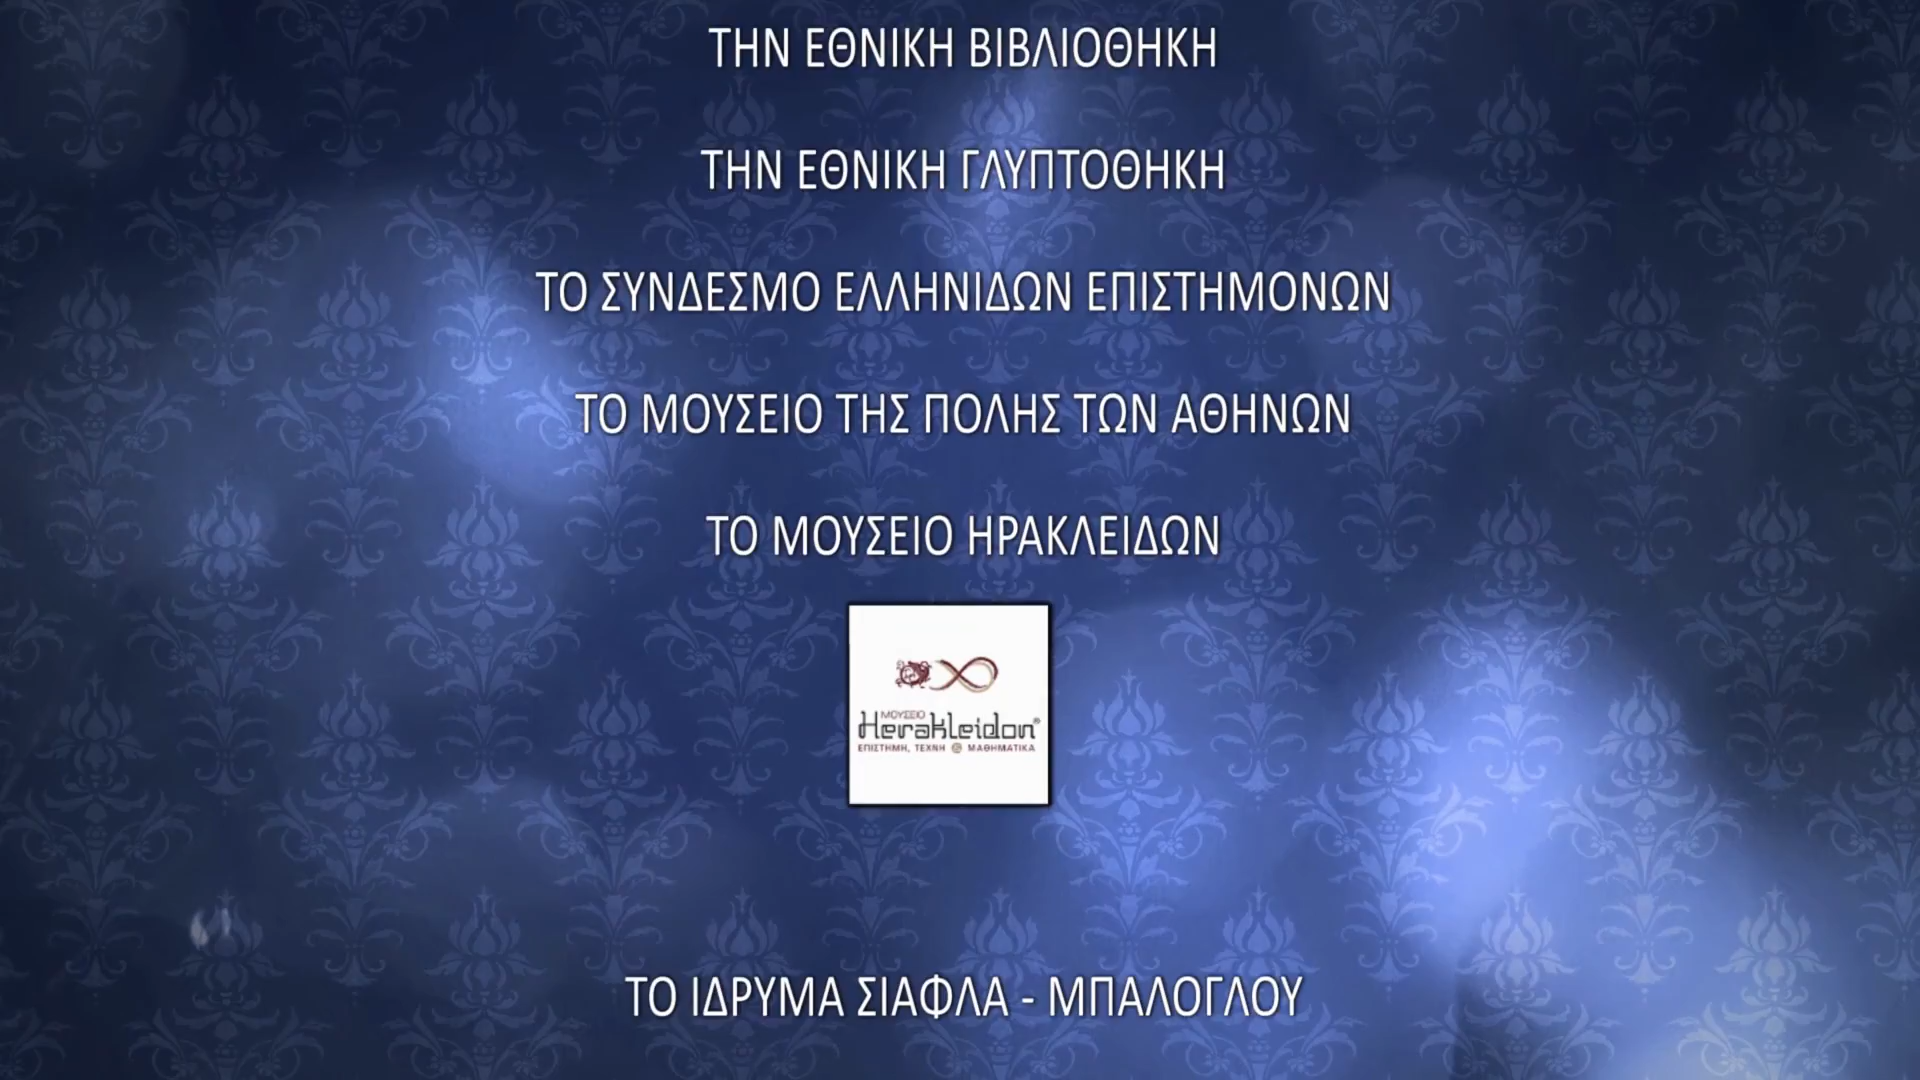 ΤΗΝ ΕΘΝΙΚΗ ΒΙΒΛΙΟΘΗΚΗ
ΤΗΝ ΕΘΝΙΚΗ ΓΛΥΠΤΟΘΗΚΗ
ΤΟ ΣΥΝΔΕΣΜΟ ΕΛΛΗΝΙΔΩΝ ΕΠΙΣΤΗΜΟΝΩΝ
ΤΟ ΜΟΥΣΕΙΟ ΤΗΣ ΠΟΛΗΣ ΤΩΝ ΑΘΗΝΩΝ
ΤΟ ΜΟΥΣΕΙΟ ΗΡΑΚΛΕΙΔΩΝ
ΜΟΥΣΕΙΟ
Herakleidon®
ΕΠΙΣΤΗΜΗ, ΤΕΧΝΗ @ ΜΑΘΗΜΑΤΙΚΑ
ΤΟ ΙΔΡΥΜΑ ΣΙΑΦΛΑ - ΜΠΑΛΟΓΛΟΥ